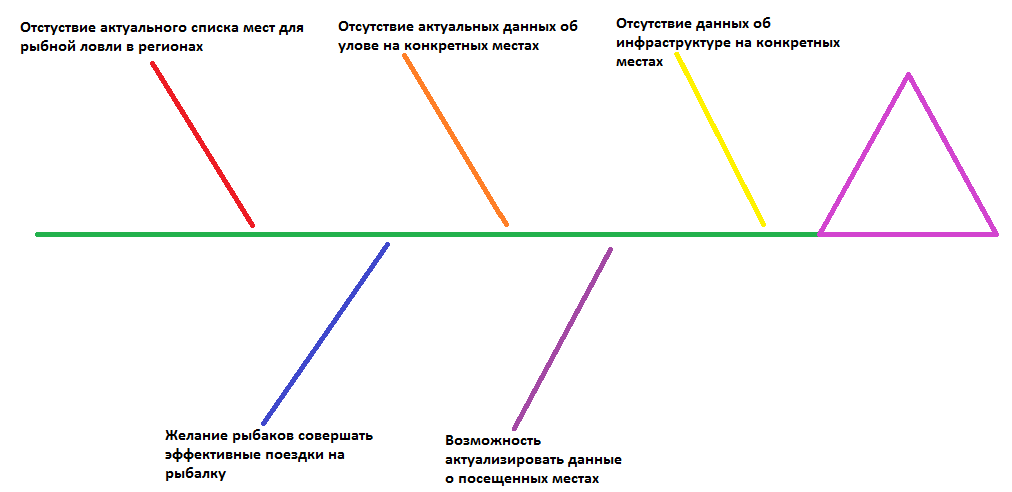 Отстуствие актуального списка мест для
рыбной ловли в регионах
Отсутствие актуальных данных об
улове на конкретных местах
Отсутствие данных об
инфраструктуре на конкретных
местах
Желание рыбаков совершать
эффективные поездки на
рыбалку
Возможность
актуализировать данные
о посещенных местах